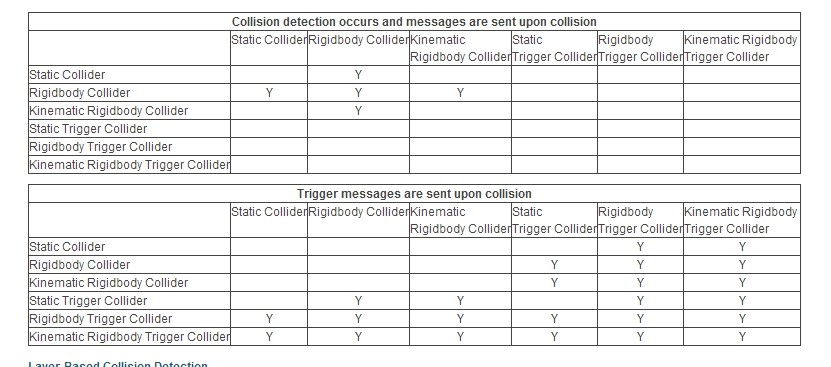 Collision detection occurs and messages are sent upon collision
Static Collider Rigidbody Collider Kinematic Static Rigidbody Kinematic Rigidbody
Rigidbody Collider Trigger Collider Trigger Collider Trigger Collider
Static Collider Y
Rigidbody Collider Y Y Y
Kinematic Rigidbody Collider Y
Static Trigger Collider
Rigidbody Trigger Collider
Kinematic Rigidbody Trigger Collider
Trigger messages are sent upon collision
Static Collider Rigidbody Collider Kinematic Static Rigidbody Kinematic Rigidbody
Rigidbody Collider Trigger Collider Trigger Collider Trigger Collider
Static Collider Y Y
Rigidbody Collider Y Y Y
Kinematic Rigidbody Collider Y Y Y
Static Trigger Collider Y Y Y Y
Rigidbody Trigger Collider Y Y Y Y Y Y
Kinematic Rigidbody Trigger Collider Y Y Y Y Y Y
Layer-Based Collision Detection